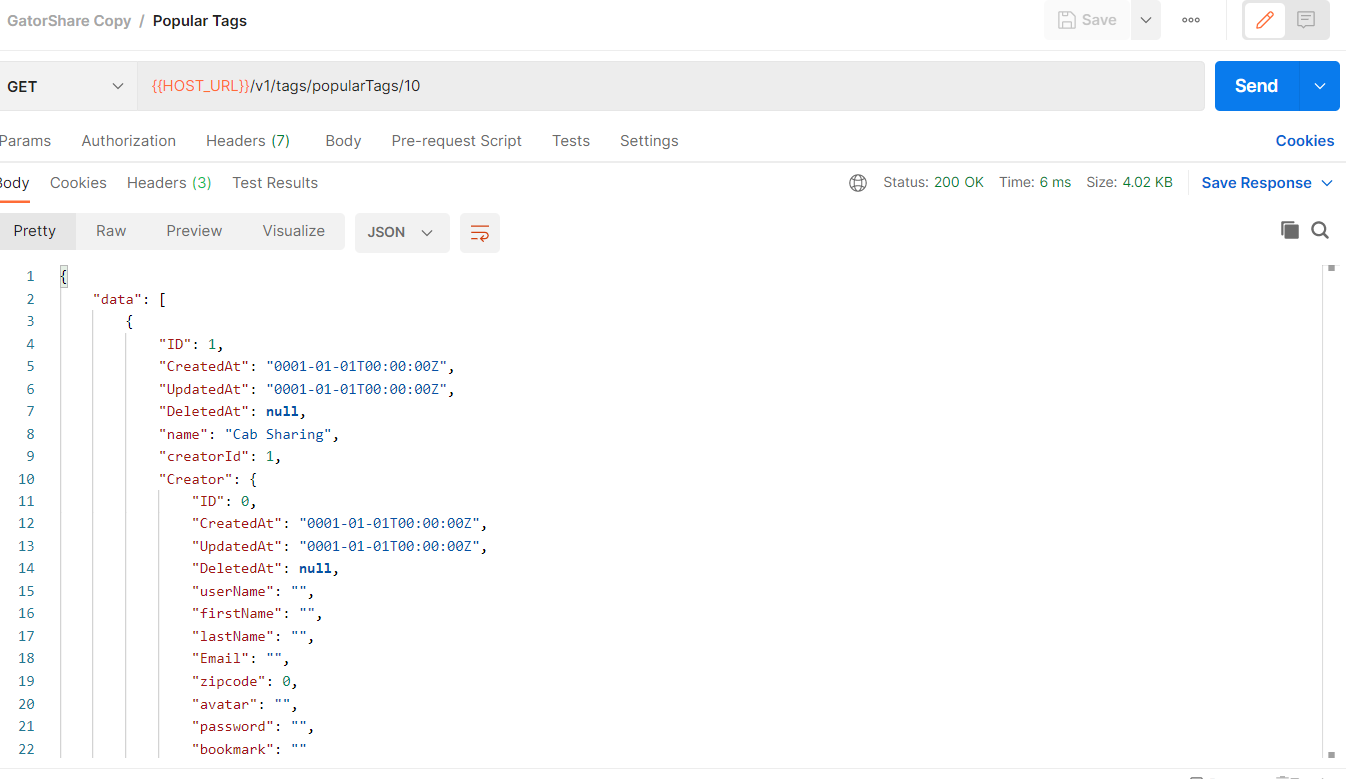 GatorShare Copy / Popular Tags
Save
GET
{{HOST_URL}}/v1/tags/popularTags/10
Send
Params Authorization Headers (7) Body Pre-request Script Tests Settings Cookies
Body Cookies Headers (3) Test Results Status: 200 OK Time: 6 ms Size: 4.02 KB Save Response
Pretty Raw Preview Visualize JSON
1 {
2 "data": [
3 {
4 "ID": 1,
5 "CreatedAt": "0001-01-01T00:00:00Z",
6 "UpdatedAt": "0001-01-01T00:00:00Z",
7 "DeletedAt": null,
8 "name": "Cab Sharing",
9 "creatorId": 1,
10 "Creator": {
11 "ID": 0,
12 "CreatedAt": "0001-01-01T00:00:00Z",
13 "UpdatedAt": "0001-01-01T00:00:00Z",
14 "DeletedAt": null,
15 "userName": "",
16 "firstName": "",
17 "lastName": "",
18 "Email": "",
19 "zipcode": 0,
20 "avatar": "",
21 "password": "",
22 "bookmark": ""